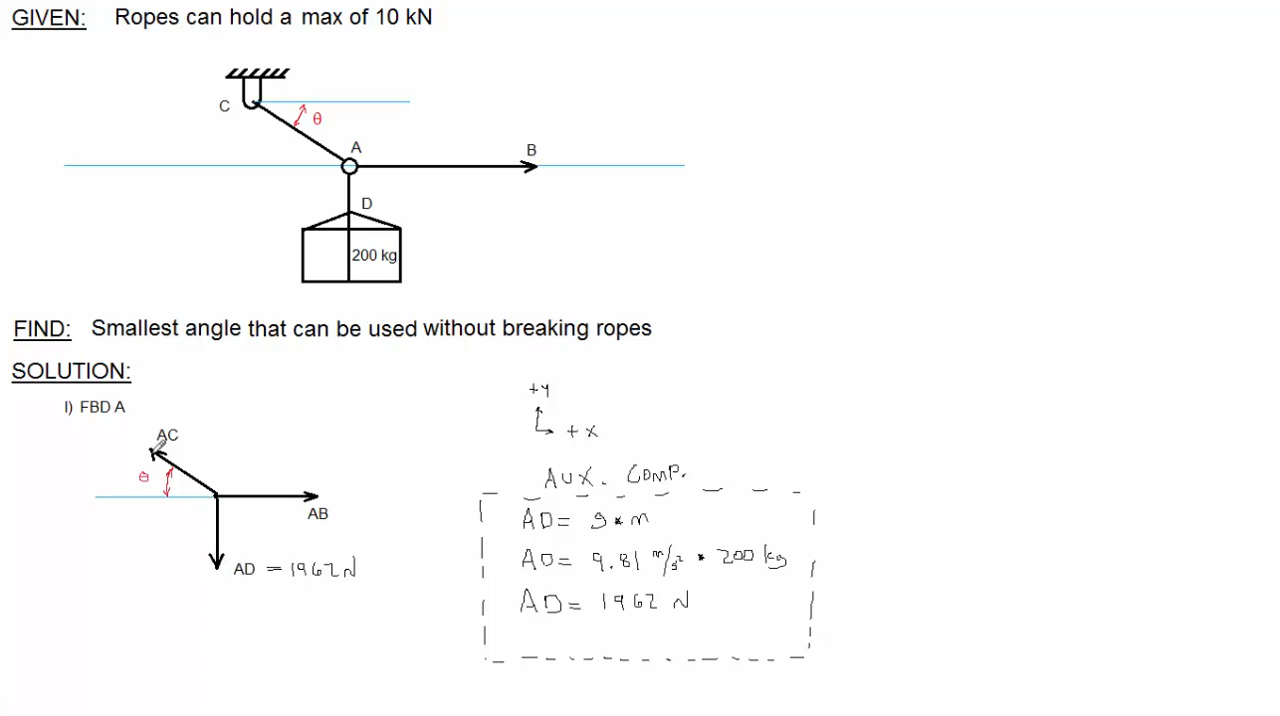 GIVEN: Ropes can hold a max of 10 kN
C
θ
A
B
D
200 kg
FIND: Smallest angle that can be used without breaking ropes
SOLUTION:
I) FBD A
+y
+ x
AC
θ
AB
AD = 1962 N
AUX. COMP.
AD = g * m
AD = 9.81 m/s² * 200 kg
AD = 1962 N